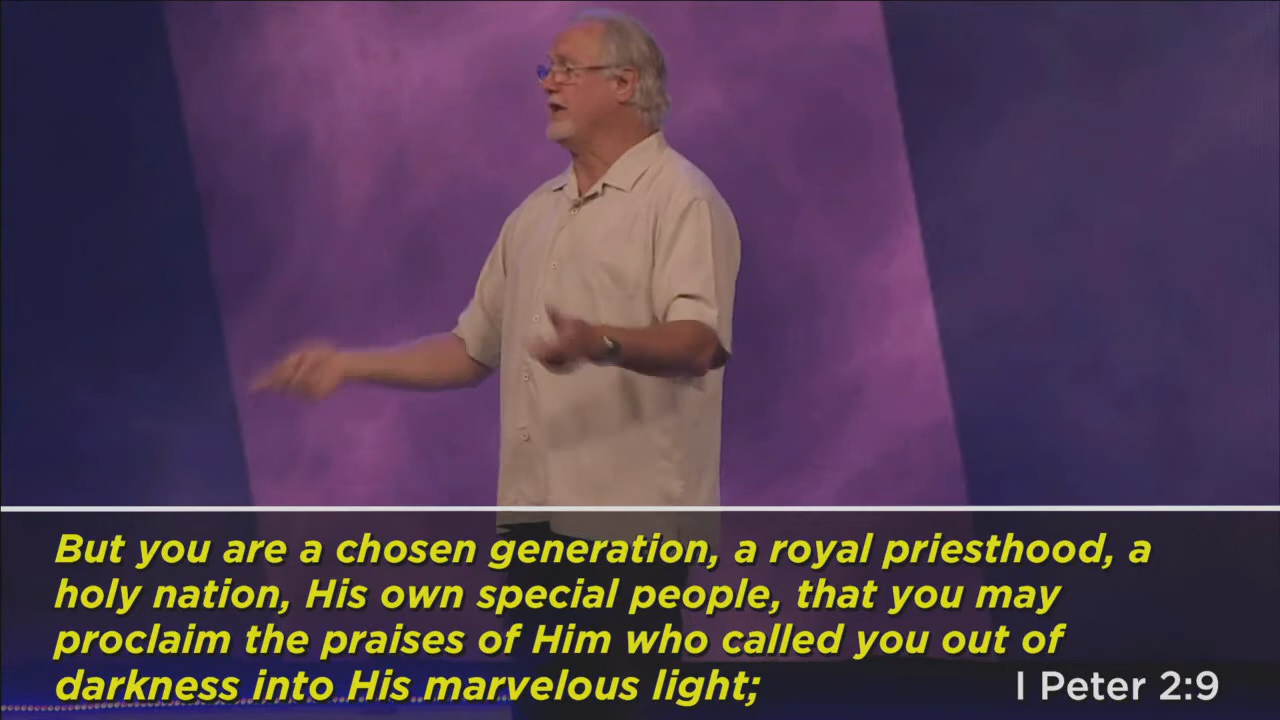 But you are a chosen generation, a royal priesthood, a
holy nation, His own special people, that you may
proclaim the praises of Him who called you out of
darkness into His marvelous light;
I Peter 2:9